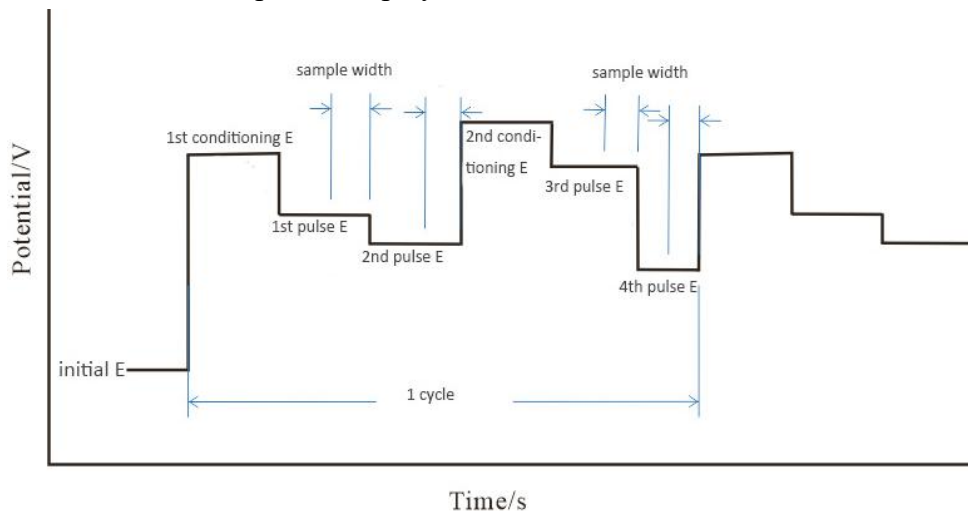 sample width
sample width
1st conditioning E
2nd condi-
tioning E
3rd pulse E
1st pulse E
2nd pulse E
4th pulse E
initial E
1 cycle
Potential/V
Time/s